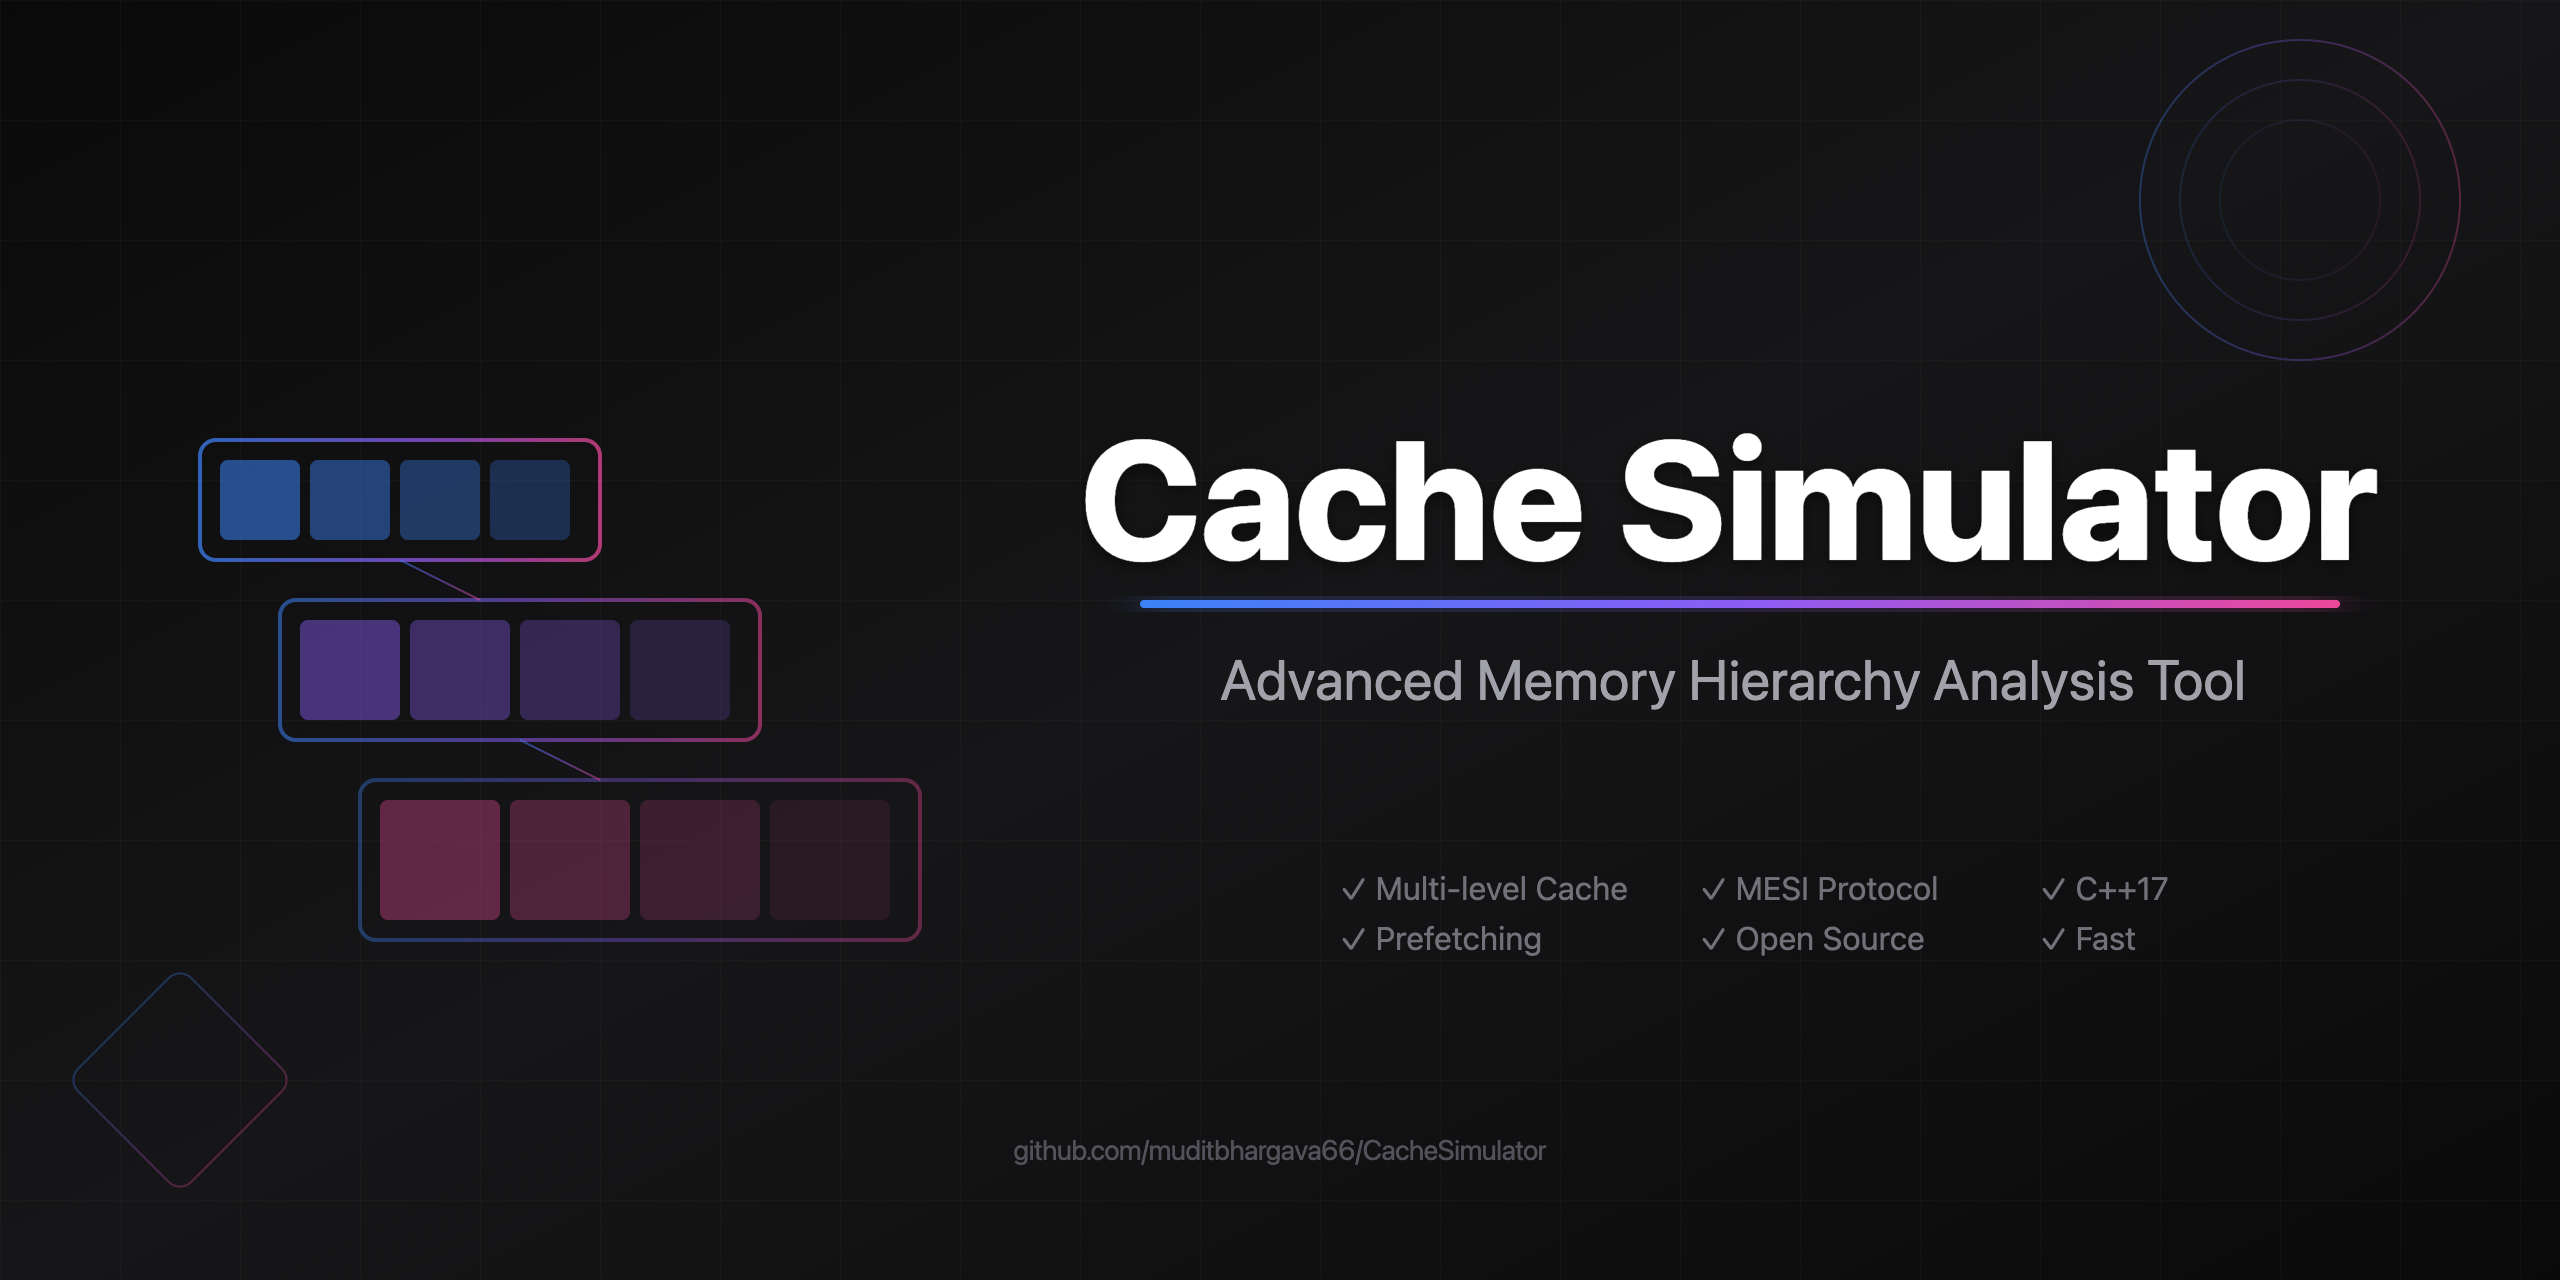 Cache Simulator
Advanced Memory Hierarchy Analysis Tool
✓ Multi-level Cache ✓ MESI Protocol ✓ C++17
✓ Prefetching ✓ Open Source ✓ Fast
github.com/muditbhargava66/CacheSimulator